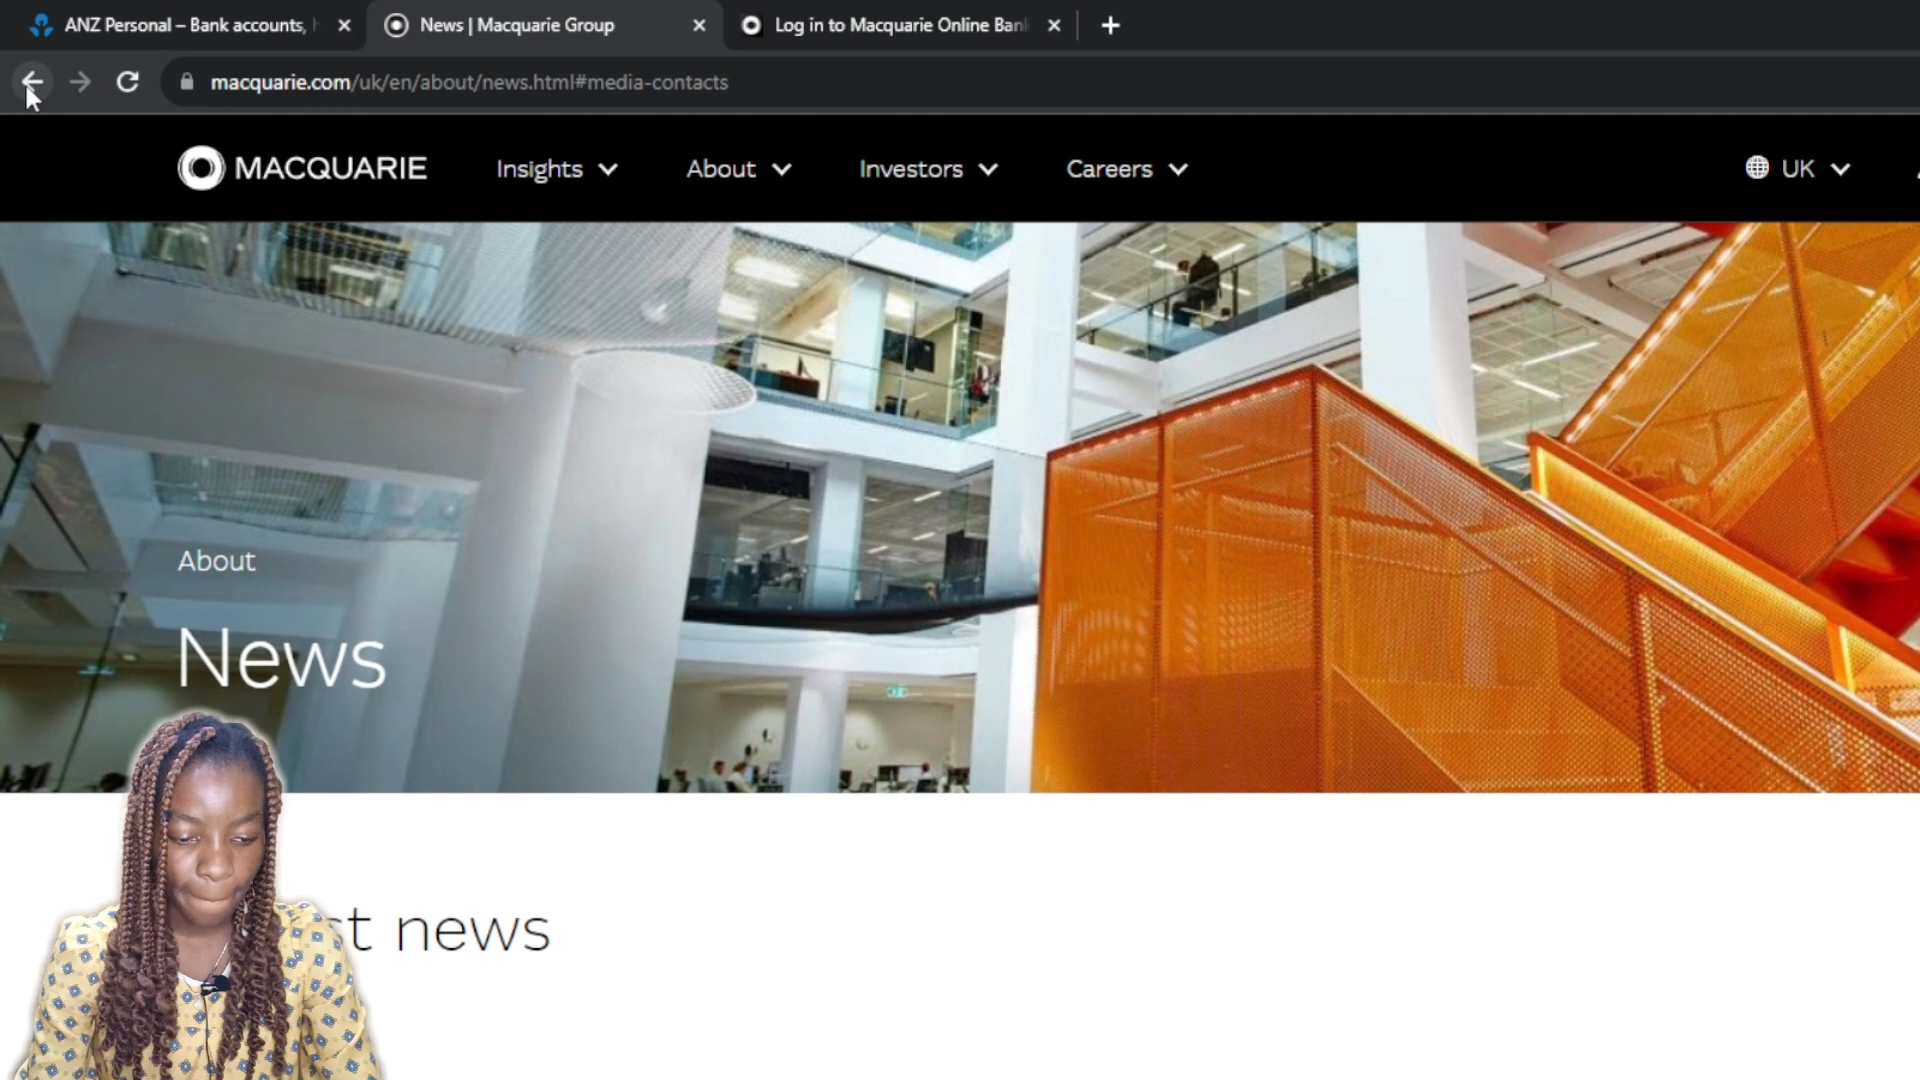 ANZ Personal – Bank accounts,
News | Macquarie Group
Log in to Macquarie Online Ban
macquarie.com/uk/en/about/news.html#media-contacts
MACQUARIE
Insights
About
Investors
Careers
UK
About
News
st news